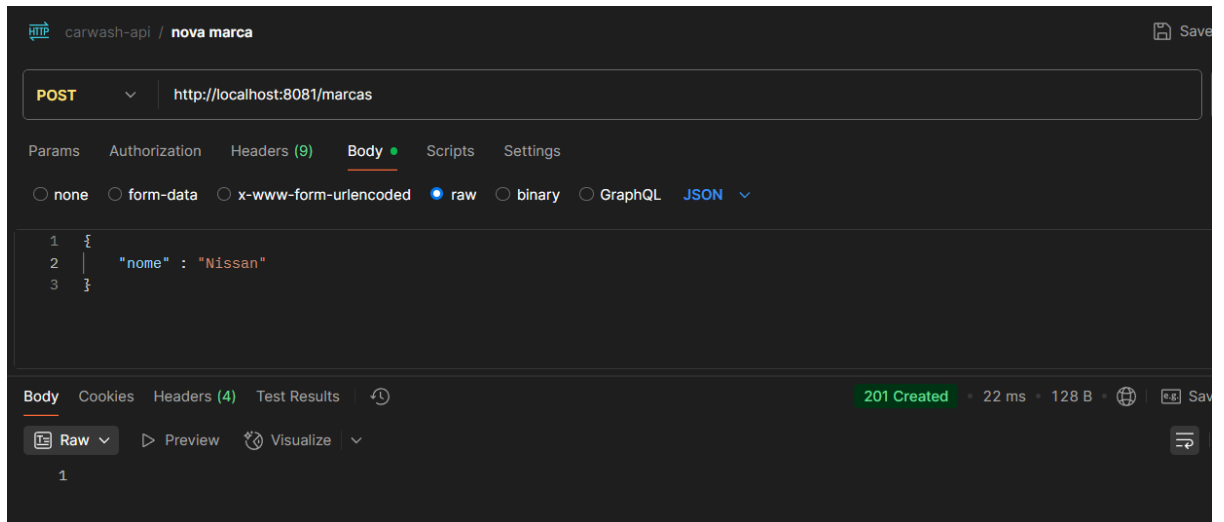 HTTP carwash-api / nova marca Save
POST http://localhost:8081/marcas
Params Authorization Headers (9) Body Scripts Settings
none form-data x-www-form-urlencoded raw binary GraphQL JSON
1 {
2 "nome" : "Nissan"
3 }
Body Cookies Headers (4) Test Results 201 Created 22 ms 128 B e.g. Sav
Raw Preview Visualize
1